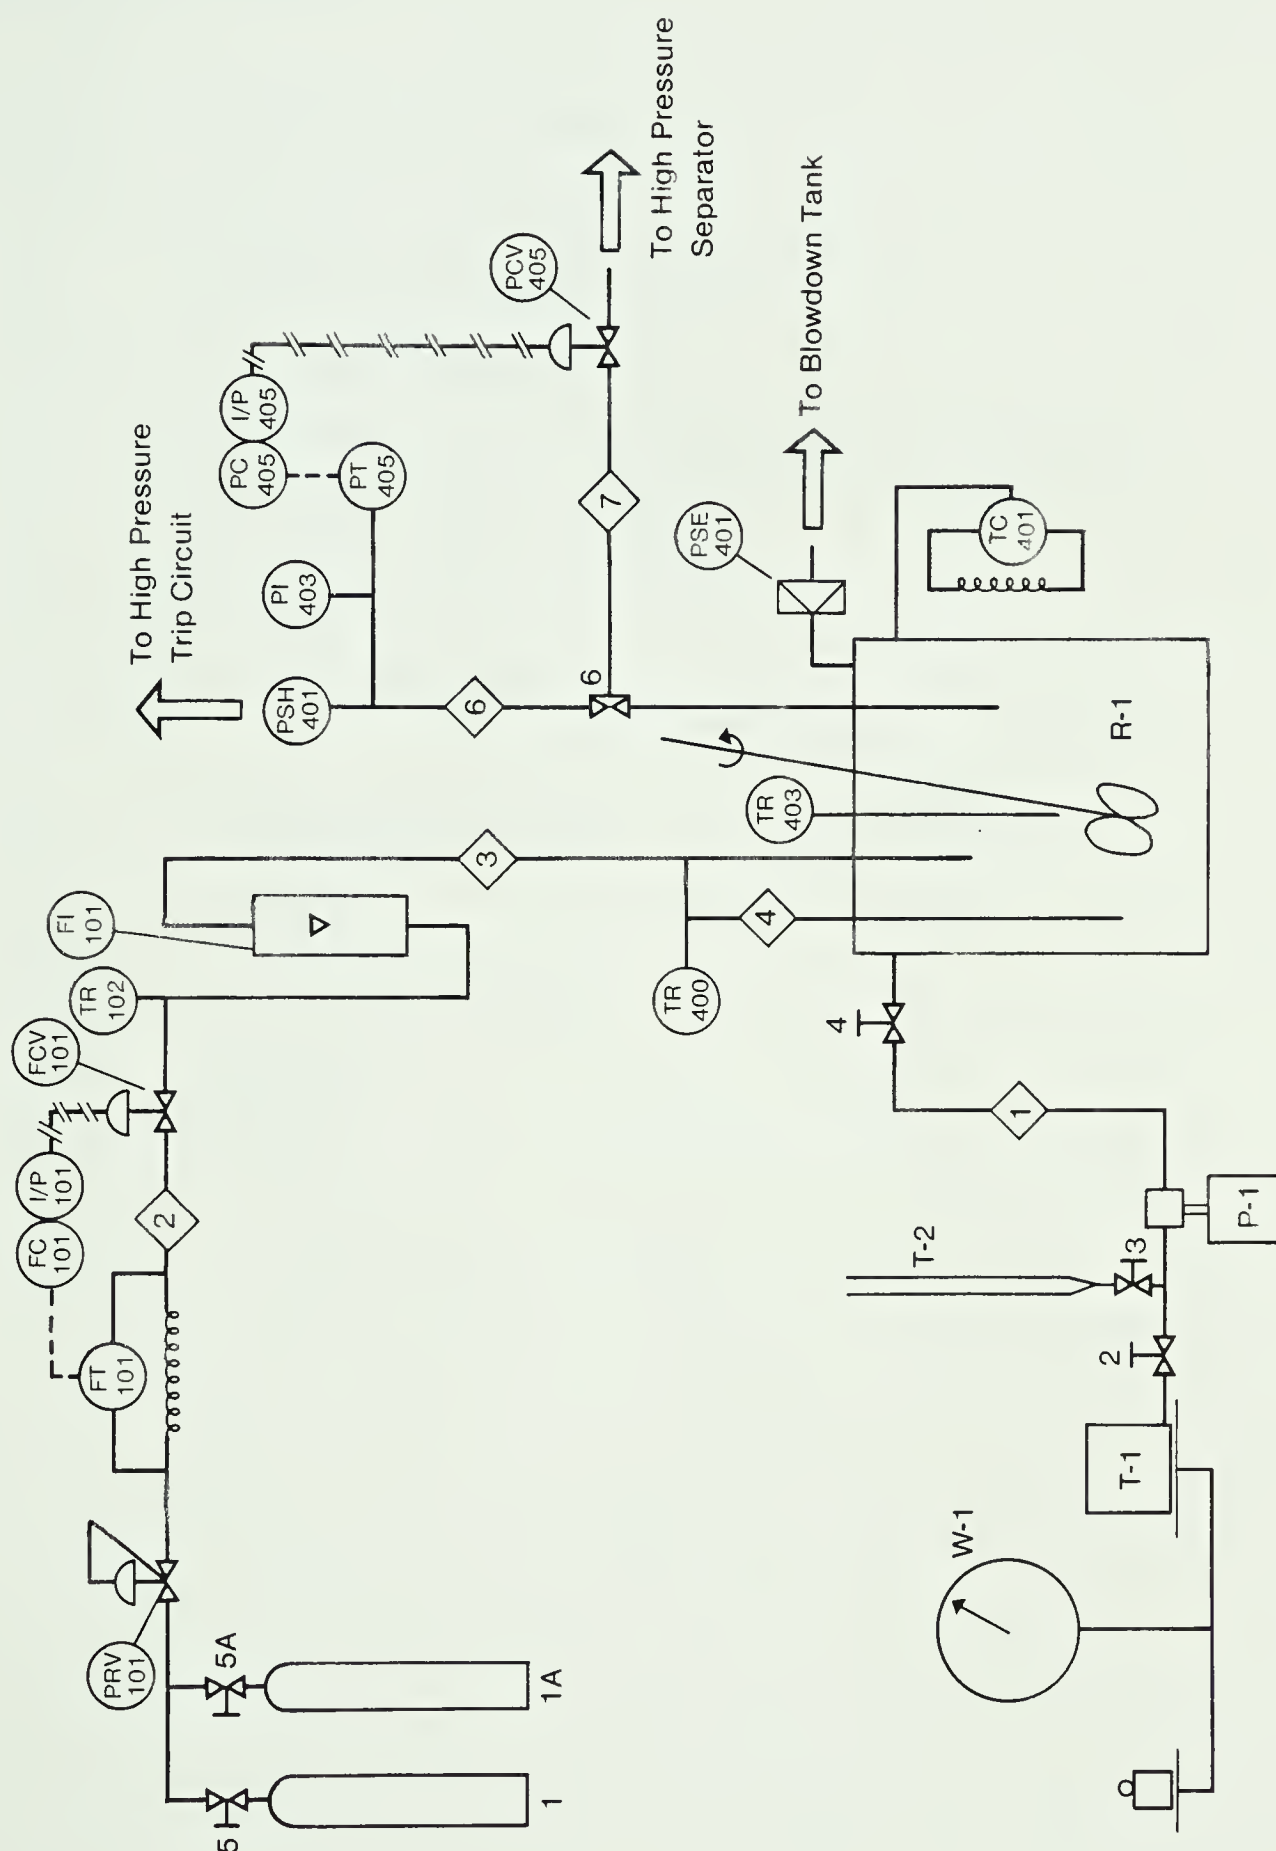 To High Pressure
Trip Circuit
To High Pressure
Separator
To Blowdown Tank
PCV
405
I/P
405
PC
405
PT
405
PI
403
PSH
401
6
6
7
PSE
401
TC
401
R-1
TR
403
3
4
TR
400
FI
101
TR
102
FCV
101
I/P
101
FC
101
2
FT
101
PRV
101
5A
5
1A
1
4
1
P-1
3
T-2
2
T-1
W-1